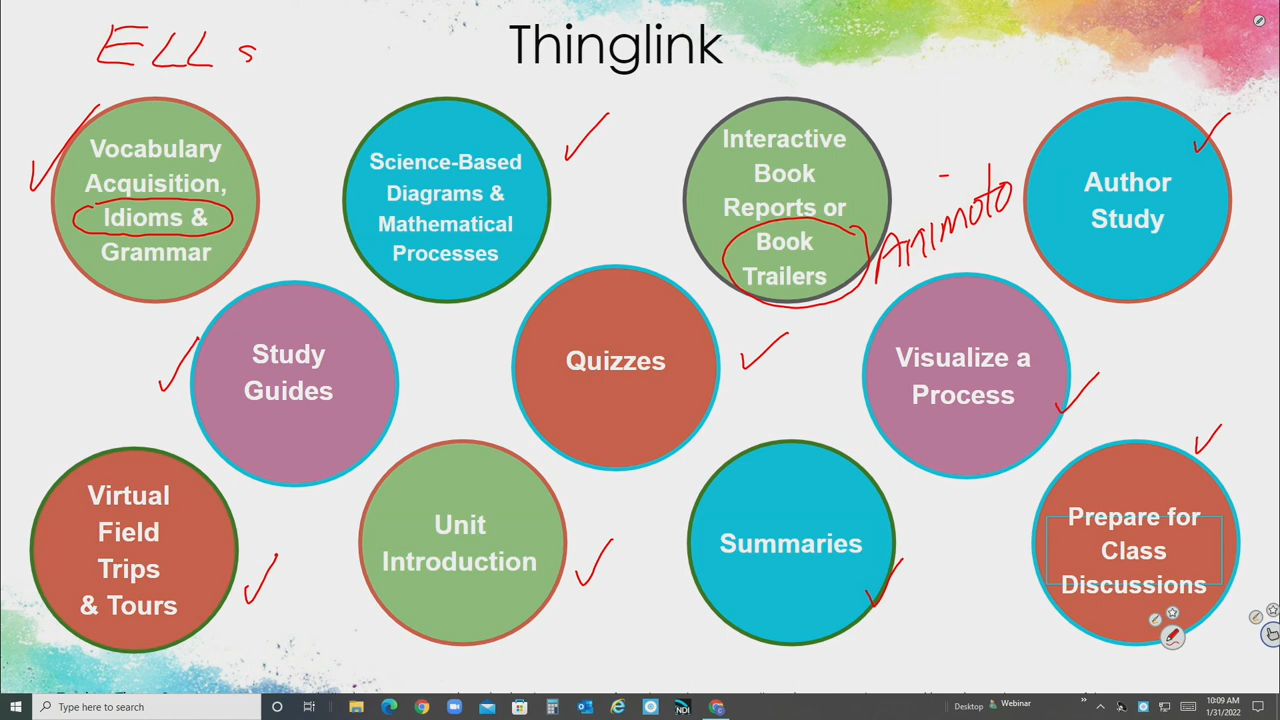 ELLs
Thinglink
Vocabulary
Acquisition,
Idioms &
Grammar
Science-Based
Diagrams &
Mathematical
Processes
Interactive
Book
Reports or
Book
Trailers
Animoto
Author
Study
Study
Guides
Quizzes
Visualize a
Process
Virtual
Field
Trips
& Tours
Unit
Introduction
Summaries
Prepare for
Class
Discussions
Type here to search
NDI
Desktop
Webinar
10:09 AM
1/31/2022